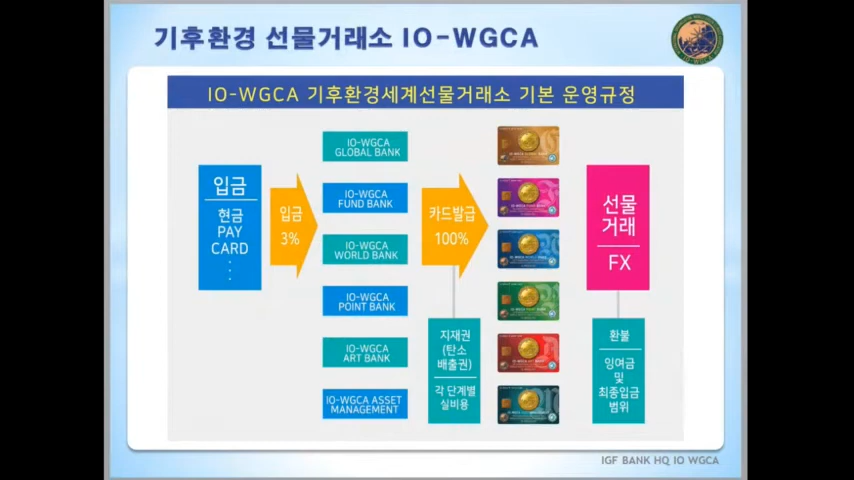 기후환경 선물거래소 IO-WGCA
IO-WGCA 기후환경세계선물거래소 기본 운영규정
입금
현금
PAY
CARD
입금
3%
IO-WGCA
GLOBAL BANK
IO-WGCA
FUND BANK
IO-WGCA
WORLD BANK
IO-WGCA
POINT BANK
IO-WGCA
ART BANK
IO-WGCA ASSET
MANAGEMENT
카드발급
100%
지재권
(탄소
배출권)
각 단계별
실비용
선물
거래
FX
환불
잉여금
및
최종입금
범위
IGF BANK HQ IO WGCA